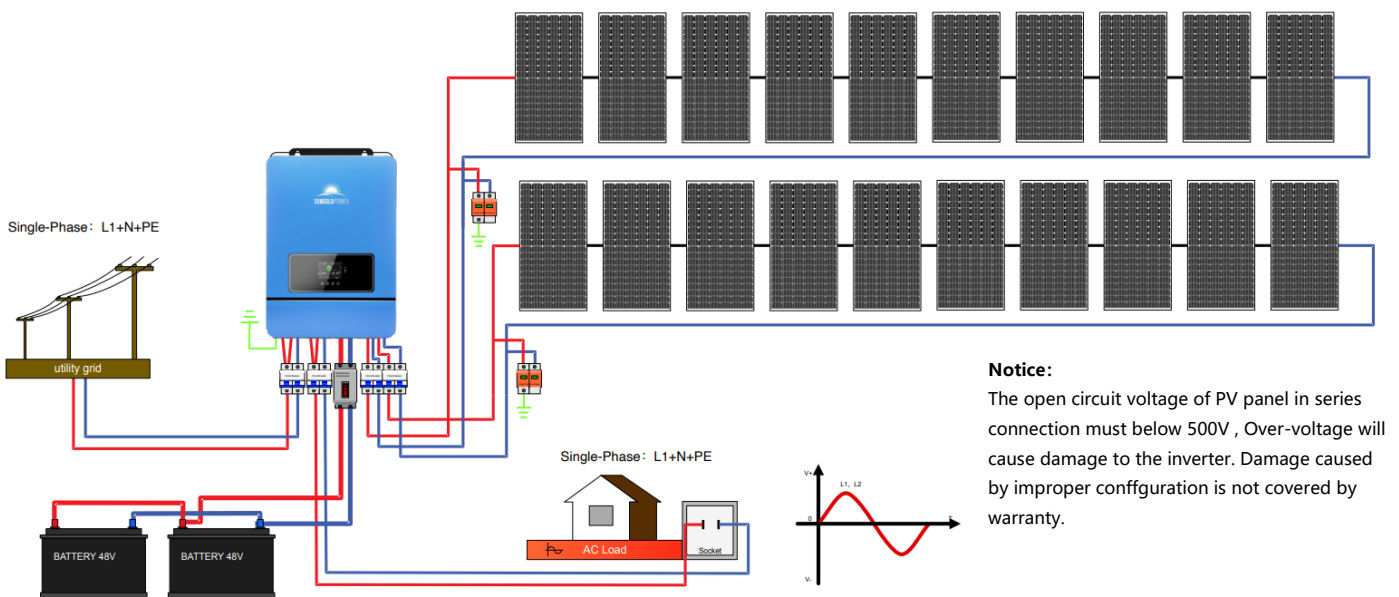 SUNGOLDPOWER
Single-Phase: L1+N+PE
utility grid
BATTERY 48V
BATTERY 48V
Single-Phase: L1+N+PE
AC Load
Socket
V+
L1, L2
0
T
V-
Notice:
The open circuit voltage of PV panel in series
connection must below 500V , Over-voltage will
cause damage to the inverter. Damage caused
by improper conffguration is not covered by
warranty.